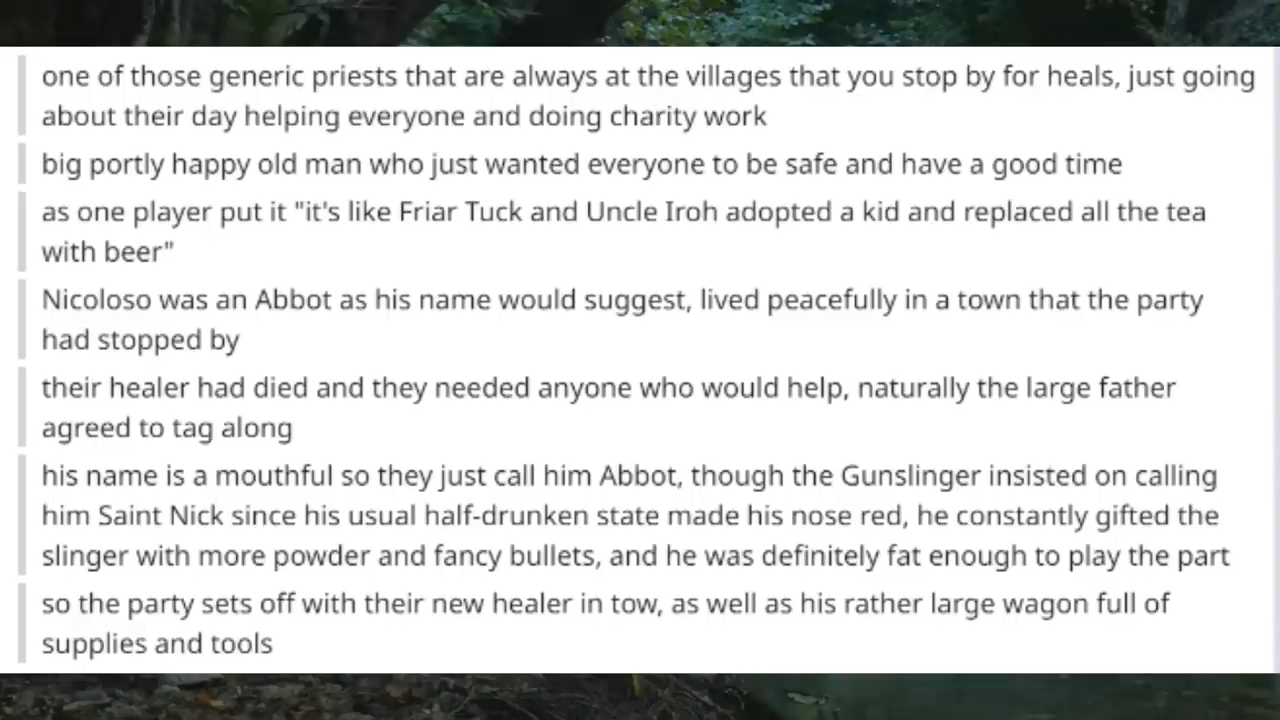 one of those generic priests that are always at the villages that you stop by for heals, just going
about their day helping everyone and doing charity work
big portly happy old man who just wanted everyone to be safe and have a good time
as one player put it "it's like Friar Tuck and Uncle Iroh adopted a kid and replaced all the tea
with beer"
Nicoloso was an Abbot as his name would suggest, lived peacefully in a town that the party
had stopped by
their healer had died and they needed anyone who would help, naturally the large father
agreed to tag along
his name is a mouthful so they just call him Abbot, though the Gunslinger insisted on calling
him Saint Nick since his usual half-drunken state made his nose red, he constantly gifted the
slinger with more powder and fancy bullets, and he was definitely fat enough to play the part
so the party sets off with their new healer in tow, as well as his rather large wagon full of
supplies and tools